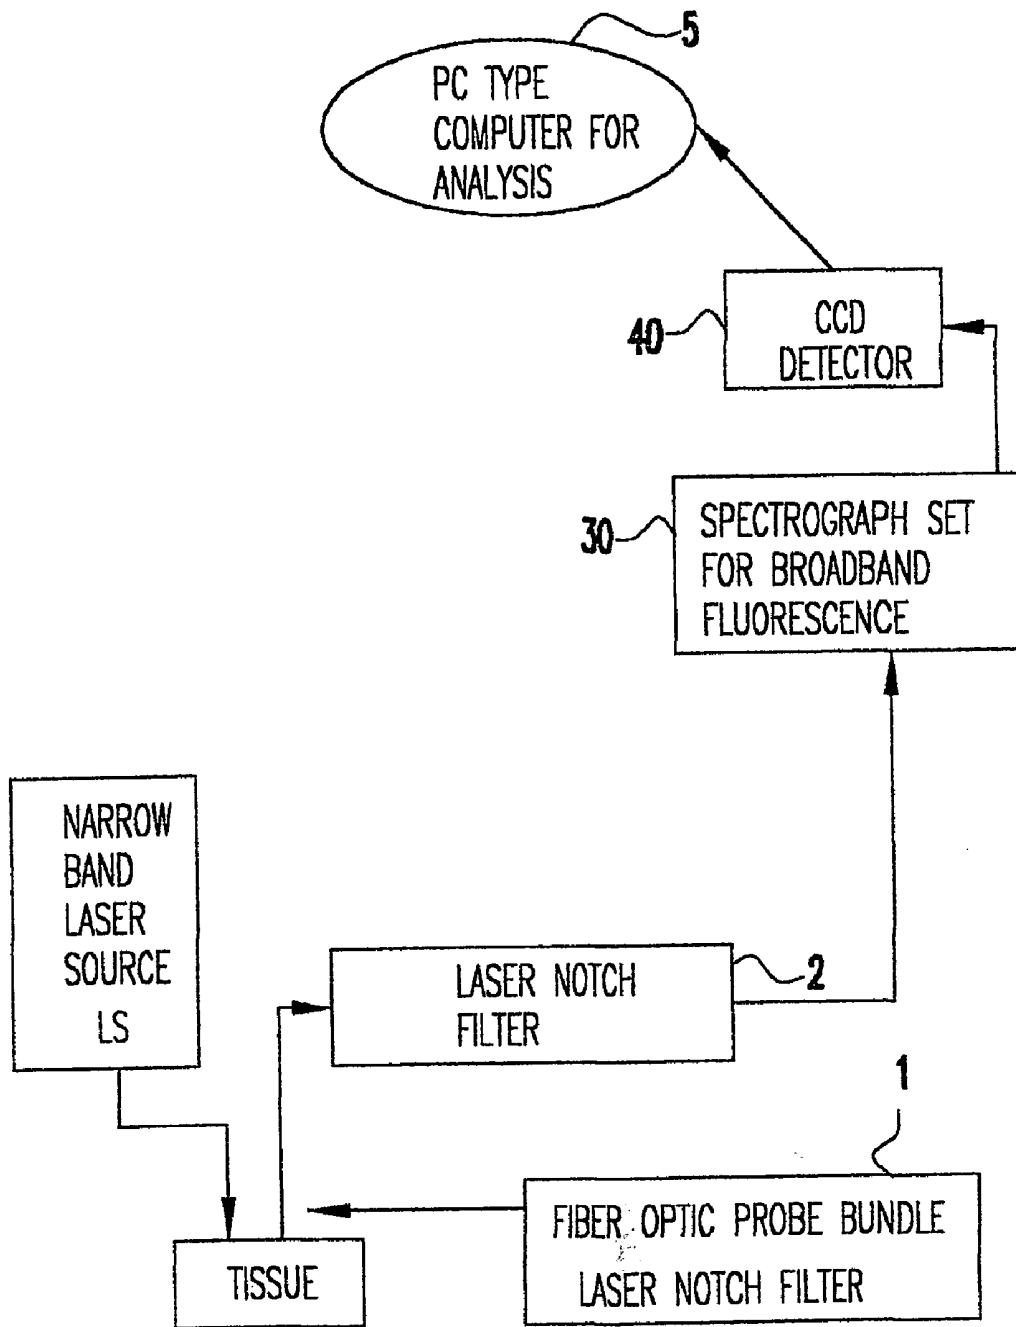 5
PC TYPE
COMPUTER FOR
ANALYSIS
40
CCD
DETECTOR
30
SPECTROGRAPH SET
FOR BROADBAND
FLUORESCENCE
NARROW
BAND
LASER
SOURCE
LS
LASER NOTCH
FILTER
2
1
FIBER OPTIC PROBE BUNDLE
LASER NOTCH FILTER
TISSUE